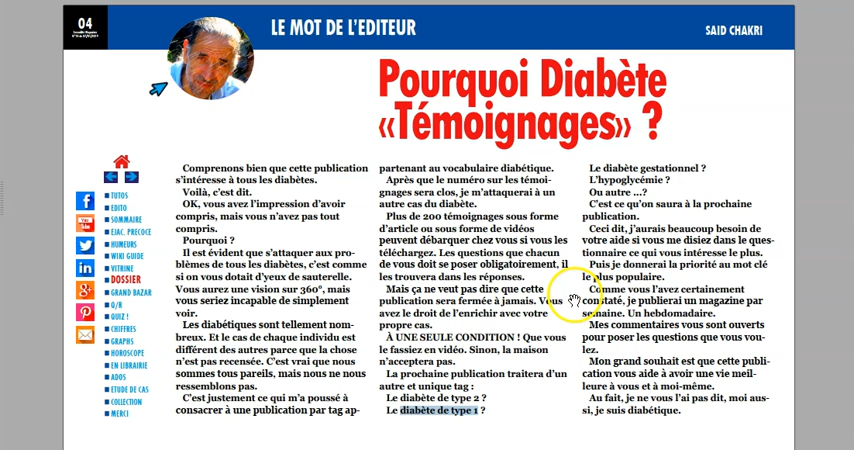 04
LE MOT DE L'EDITEUR
SAID CHAKRI
Pourquoi Diabète
«Témoignages» ?
TUTOS
EDITO
SOMMAIRE
EJAC. PRECOCE
HUMEURS
WIKI GUIDE
VITRINE
DOSSIER
GRAND BAZAR
Q/R
QUIZ !
CHIFFRES
GRAPHS
HOROSCOPE
EN LIBRAIRIE
ADOS
ETUDE DE CAS
COLLECTION
MERCI
Comprenons bien que cette publication
s'intéresse à tous les diabètes.
Voilà, c'est dit.
OK, vous avez l'impression d'avoir
compris, mais vous n'avez pas tout
compris.
Pourquoi ?
Il est évident que s'attaquer aux pro-
blèmes de tous les diabètes, c'est comme
si on vous dotait d'yeux de sauterelle.
Vous aurez une vision sur 360°, mais
vous seriez incapable de simplement
voir.
Les diabétiques sont tellement nom-
breux. Et le cas de chaque individu est
différent des autres parce que la chose
n'est pas recensée. C'est vrai que nous
sommes tous pareils, mais nous ne nous
ressemblons pas.
C'est justement ce qui m'a poussé à
consacrer à une publication par tag ap-
partenant au vocabulaire diabétique.
Après que le numéro sur les témoi-
gnages sera clos, je m'attaquerai à un
autre cas du diabète.
Plus de 200 témoignages sous forme
d'article ou sous forme de vidéos
peuvent débarquer chez vous si vous les
téléchargez. Les questions que chacun
de vous doit se poser obligatoirement, il
les trouvera dans les réponses.
Mais ça ne veut pas dire que cette
publication sera fermée à jamais. Vous
avez le droit de l'enrichir avec votre
propre cas.
À UNE SEULE CONDITION ! Que vous
le fassiez en vidéo. Sinon, la maison
n'acceptera pas.
La prochaine publication traitera d'un
autre et unique tag :
Le diabète de type 2 ?
Le diabète de type 1 ?
Le diabète gestationnel ?
L'hypoglycémie ?
Ou autre ...?
C'est ce qu'on saura à la prochaine
publication.
Ceci dit, j'aurais beaucoup besoin de
votre aide si vous me disiez dans le ques-
tionnaire ce qui vous intéresse le plus.
Puis je donnerai la priorité au mot clé
le plus populaire.
Comme vous l'avez certainement
constaté, je publierai un magazine par
semaine. Un hebdomadaire.
Mes commentaires vous sont ouverts
pour poser les questions que vous vou-
lez.
Mon grand souhait est que cette publi-
cation vous aide à avoir une vie meil-
leure à vous et à moi-même.
Au fait, je ne vous l'ai pas dit, moi aus-
si, je suis diabétique.